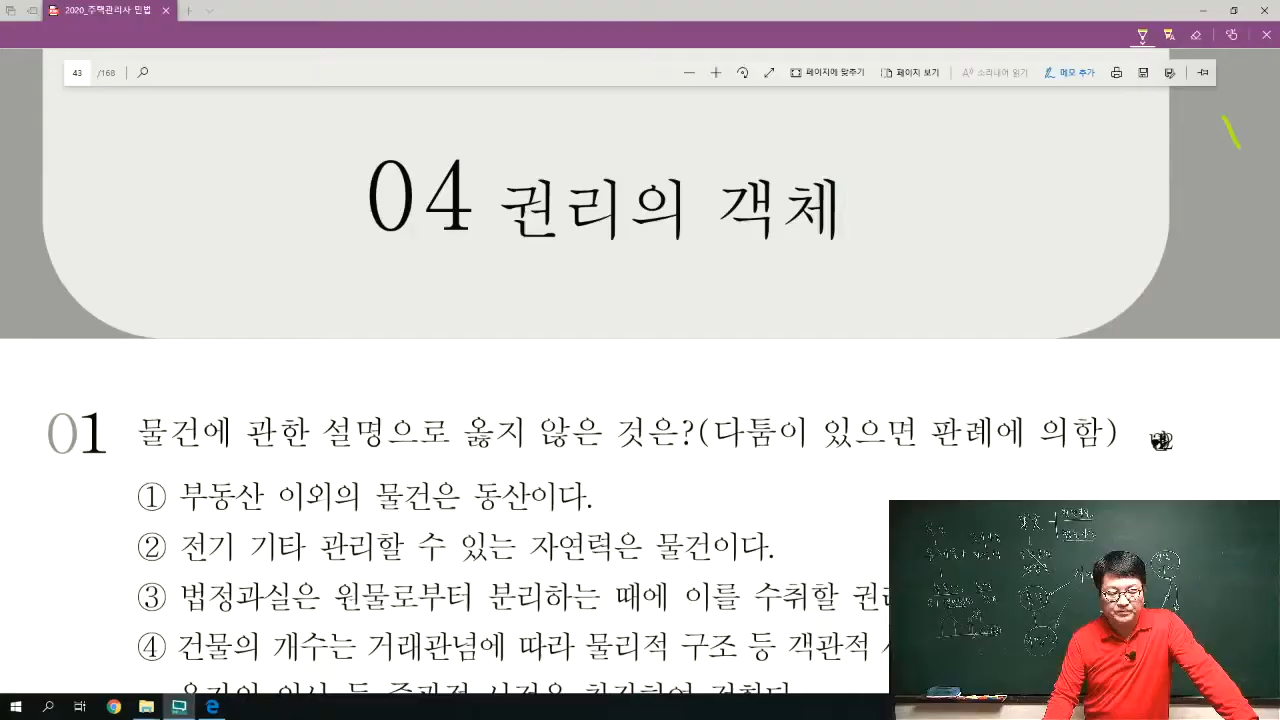 2020_주택관리사 민법
43 /168
페이지에 맞추기
페이지 보기
소리내어 읽기
메모 추가
04 권리의 객체
01 물건에 관한 설명으로 옳지 않은 것은?(다툼이 있으면 판례에 의함)
① 부동산 이외의 물건은 동산이다.
② 전기 기타 관리할 수 있는 자연력은 물건이다.
③ 법정과실은 원물로부터 분리하는 때에 이를 수취할
④ 건물의 개수는 거래관념에 따라 물리적 구조 등 객관적